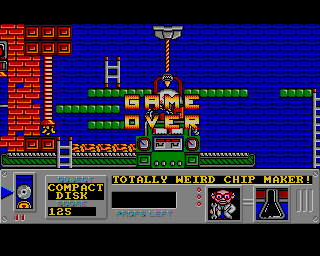 GAME
OVER
TOTALLY WEIRD CHIP MAKER!
COMPACT
DISK
125
PROFS LEFT